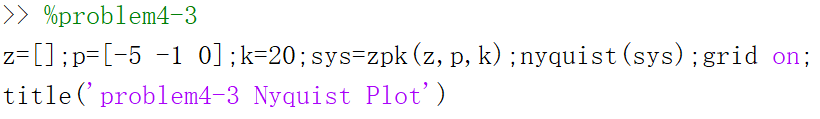 >> %problem4-3
z=[];p=[-5 -1 0];k=20;sys=zpk(z,p,k);nyquist(sys);grid on;
title('problem4-3 Nyquist Plot')